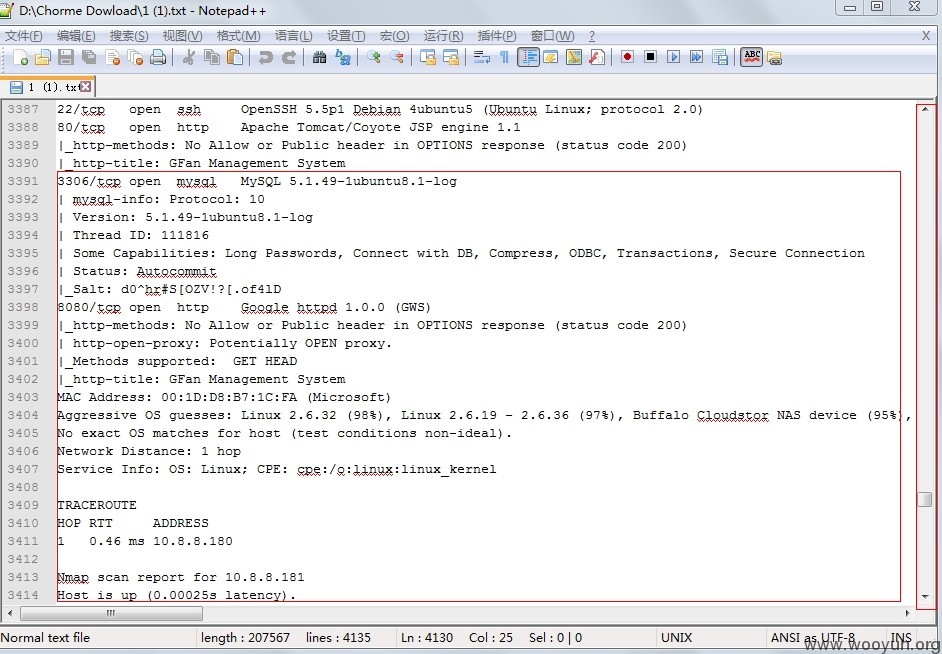 D:\Chorme Dowload\1 (1).txt - Notepad++
文件(F) 编辑(E) 搜索(S) 视图(V) 格式(M) 语言(L) 设置(T) 宏(O) 运行(R) 插件(P) 窗口(W) ? X
1 (1).txt
3387 22/tcp open ssh OpenSSH 5.5p1 Debian 4ubuntu5 (Ubuntu Linux; protocol 2.0)
3388 80/tcp open http Apache Tomcat/Coyote JSP engine 1.1
3389 |_http-methods: No Allow or Public header in OPTIONS response (status code 200)
3390 |_http-title: GFan Management System
3391 3306/tcp open mysql MySQL 5.1.49-1ubuntu8.1-log
3392 | mysql-info: Protocol: 10
3393 | Version: 5.1.49-1ubuntu8.1-log
3394 | Thread ID: 111816
3395 | Some Capabilities: Long Passwords, Connect with DB, Compress, ODBC, Transactions, Secure Connection
3396 | Status: Autocommit
3397 |_Salt: d0^hr#S[OZV!?[.of4lD
3398 8080/tcp open http Google httpd 1.0.0 (GWS)
3399 |_http-methods: No Allow or Public header in OPTIONS response (status code 200)
3400 | http-open-proxy: Potentially OPEN proxy.
3401 |_Methods supported: GET HEAD
3402 |_http-title: GFan Management System
3403 MAC Address: 00:1D:D8:B7:1C:FA (Microsoft)
3404 Aggressive OS guesses: Linux 2.6.32 (98%), Linux 2.6.19 - 2.6.36 (97%), Buffalo Cloudstor NAS device (95%),
3405 No exact OS matches for host (test conditions non-ideal).
3406 Network Distance: 1 hop
3407 Service Info: OS: Linux; CPE: cpe:/o:linux:linux_kernel
3408
3409 TRACEROUTE
3410 HOP RTT ADDRESS
3411 1 0.46 ms 10.8.8.180
3412
3413 Nmap scan report for 10.8.8.181
3414 Host is up (0.00025s latency).
Normal text file length : 207567 lines : 4135 Ln : 4130 Col : 25 Sel : 0 | 0 UNIX ANSI as UTF-8 INS
www.wooyun.org